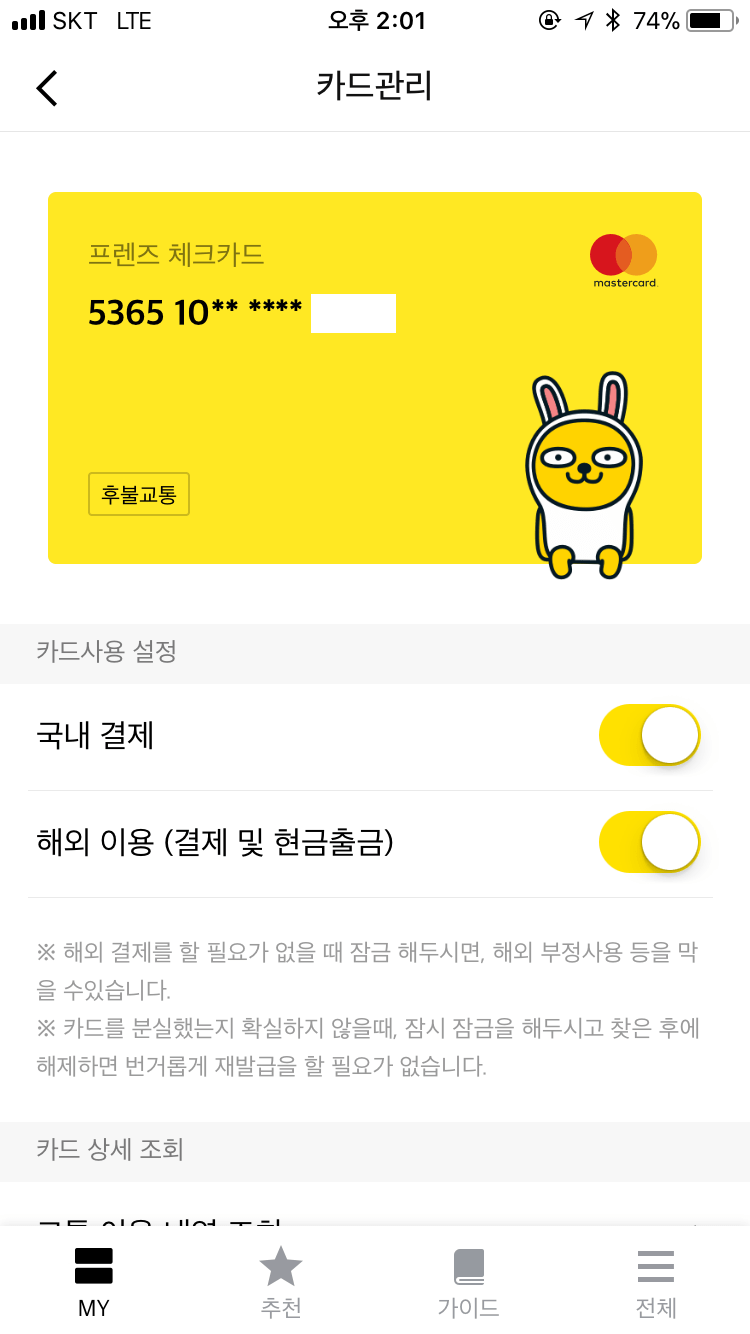 SKT LTE 오후 2:01 74%
카드관리
프렌즈 체크카드
mastercard.
5365 10** ****
후불교통
카드사용 설정
국내 결제
해외 이용 (결제 및 현금출금)
※ 해외 결제를 할 필요가 없을 때 잠금 해두시면, 해외 부정사용 등을 막
을 수있습니다.
※ 카드를 분실했는지 확실하지 않을때, 잠시 잠금을 해두시고 찾은 후에
해제하면 번거롭게 재발급을 할 필요가 없습니다.
카드 상세 조회
MY 추천 가이드 전체